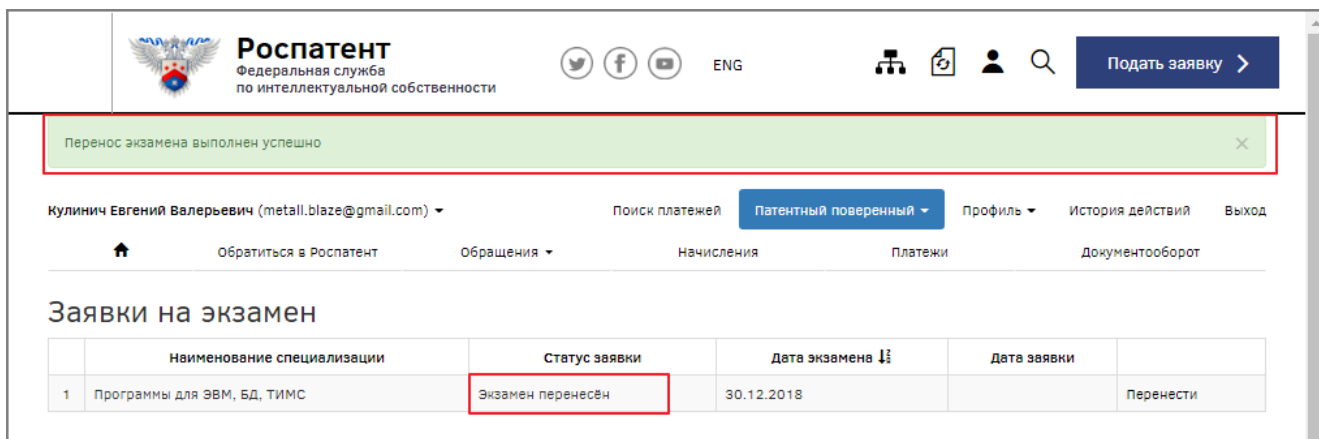 Роспатент
Федеральная служба
по интеллектуальной собственности
ENG
Подать заявку
Перенос экзамена выполнен успешно
Кулинич Евгений Валерьевич (metall.blaze@gmail.com) Поиск платежей Патентный поверенный Профиль История действий Выход
Обратиться в Роспатент Обращения Начисления Платежи Документооборот
Заявки на экзамен
Наименование специализации Статус заявки Дата экзамена Дата заявки
1 Программы для ЭВМ, БД, ТИМС Экзамен перенесён 30.12.2018 Перенести